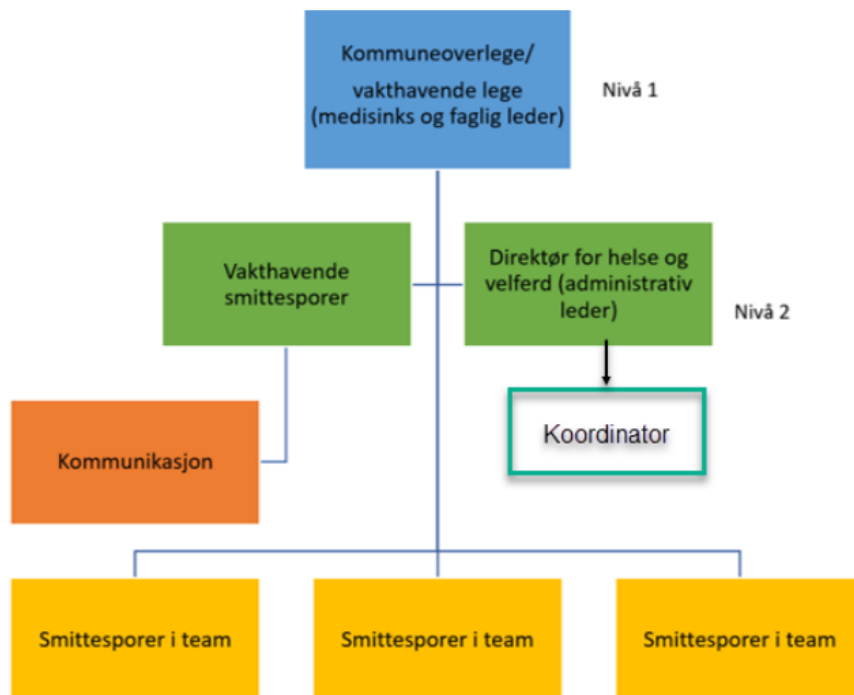 Kommuneoverlege/
vakthavende lege
(medisinks og faglig leder)
Nivå 1
Vakthavende
smittesporer
Direktør for helse og
velferd (administrativ
leder)
Nivå 2
Koordinator
Kommunikasjon
Smittesporer i team
Smittesporer i team
Smittesporer i team